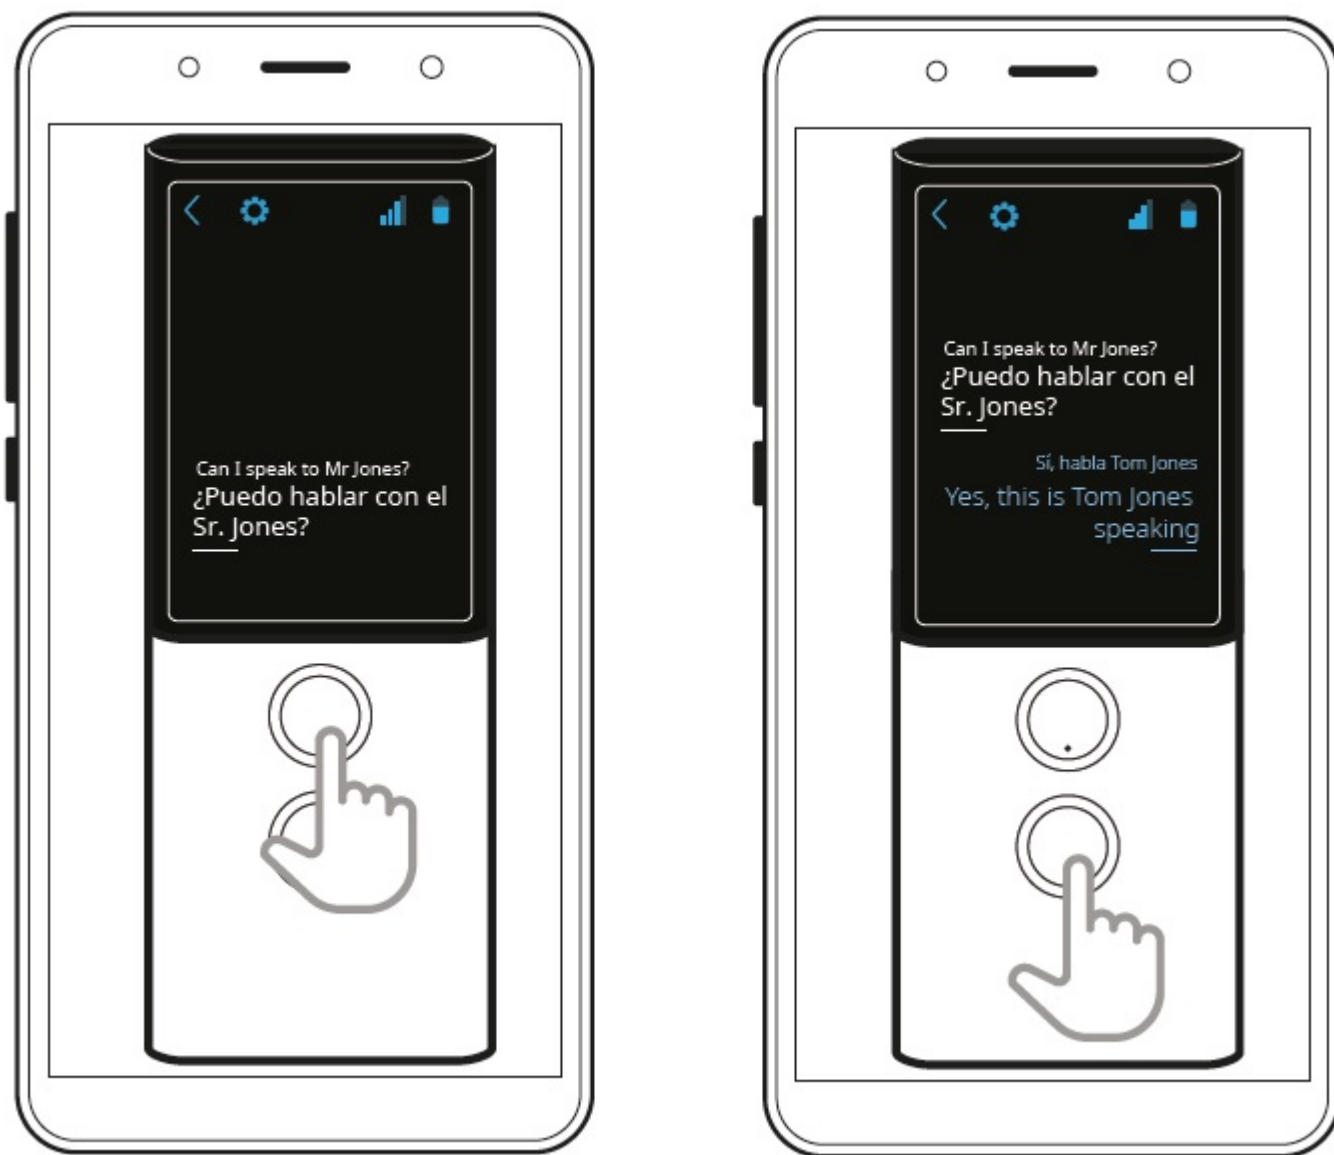 Can I speak to Mr Jones?
¿Puedo hablar con el
Sr. Jones?
Can I speak to Mr Jones?
¿Puedo hablar con el
Sr. Jones?
Sí, habla Tom Jones
Yes, this is Tom Jones
speaking